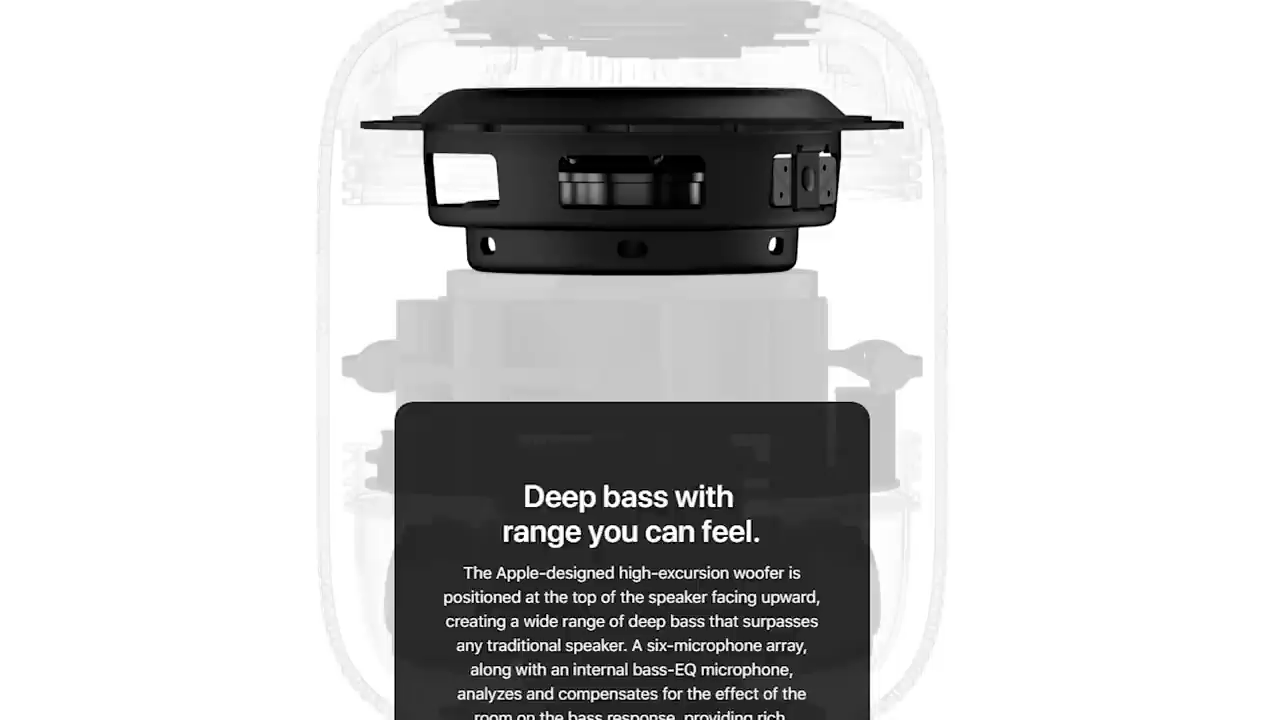 Deep bass with
range you can feel.
The Apple-designed high-excursion woofer is
positioned at the top of the speaker facing upward,
creating a wide range of deep bass that surpasses
any traditional speaker. A six-microphone array,
along with an internal bass-EQ microphone,
analyzes and compensates for the effect of the
room on the bass response, providing rich,